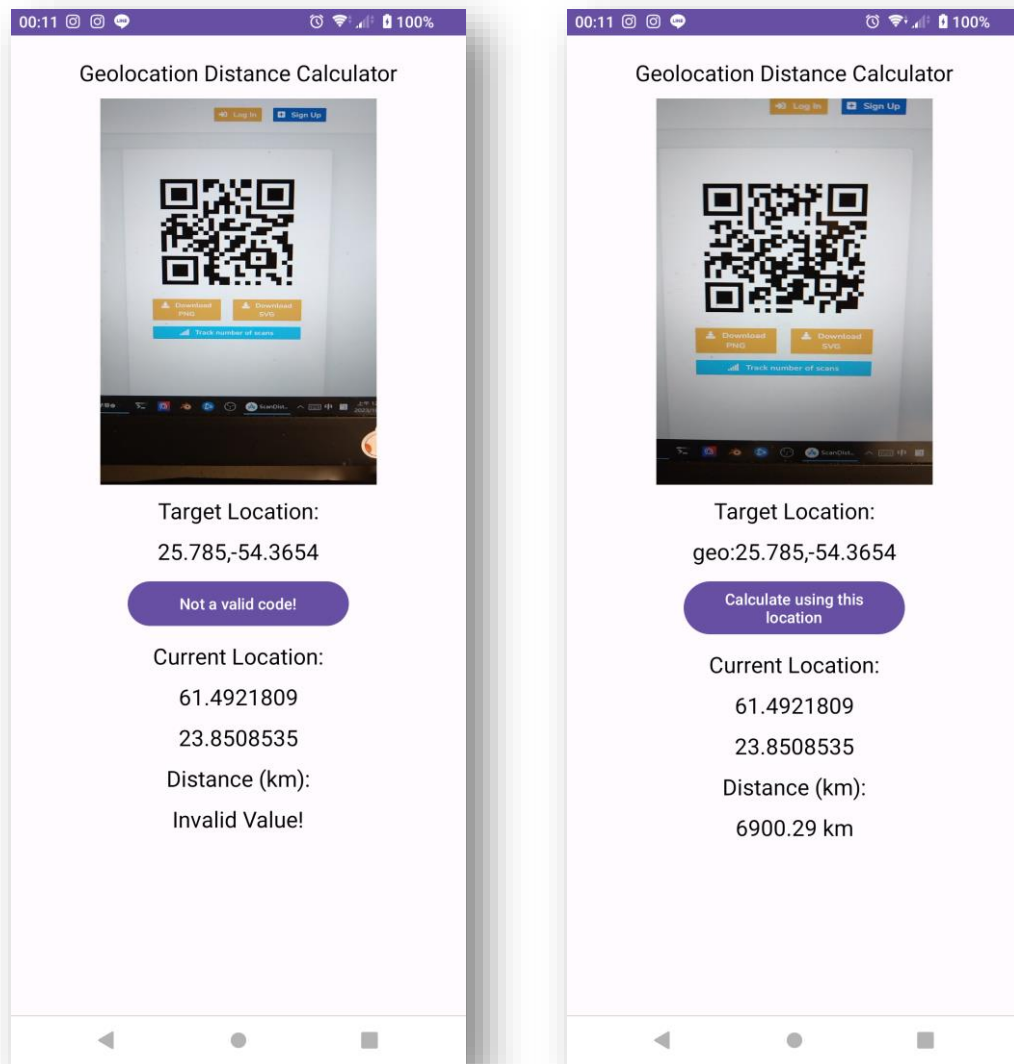 00:11
100%
Geolocation Distance Calculator
Log In
Sign Up
Download
PNG
Download
SVG
Track number of scans
ScanDist...
中
Target Location:
25.785,-54.3654
Not a valid code!
Current Location:
61.4921809
23.8508535
Distance (km):
Invalid Value!
00:11
100%
Geolocation Distance Calculator
Log In
Sign Up
Download
PNG
Download
SVG
Track number of scans
ScanDist...
中
Target Location:
geo:25.785,-54.3654
Calculate using this
location
Current Location:
61.4921809
23.8508535
Distance (km):
6900.29 km